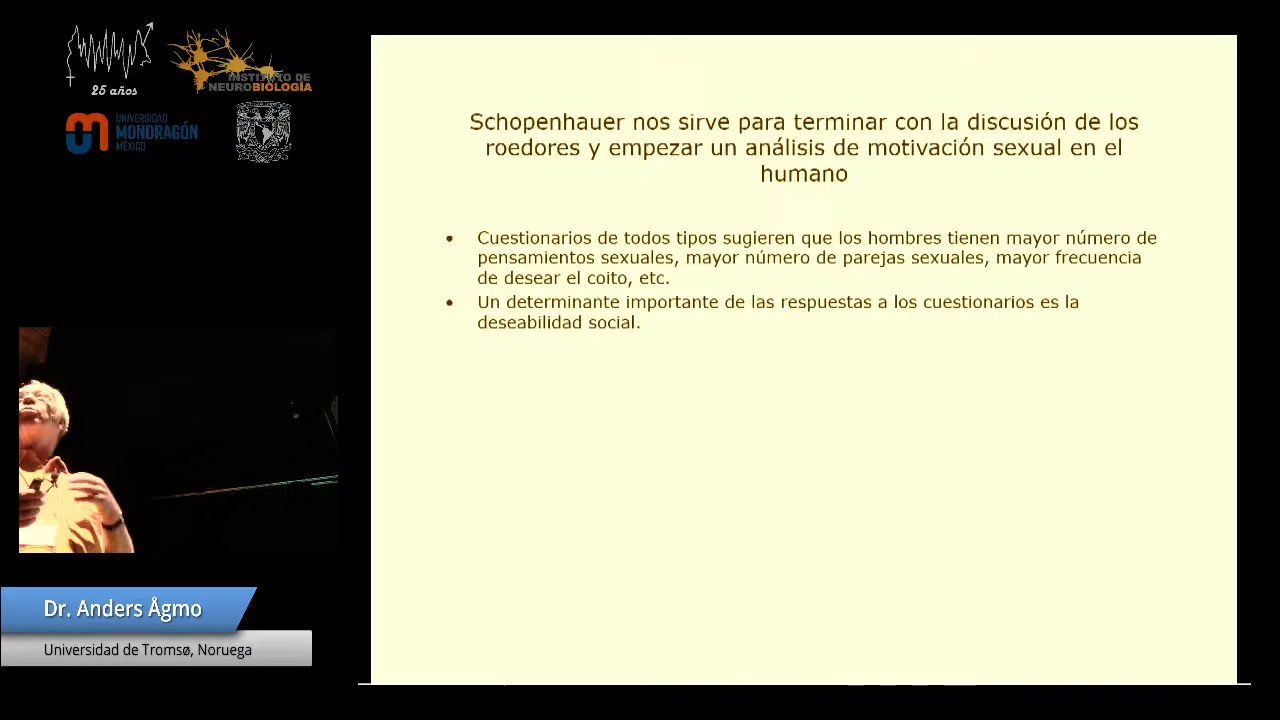 25 años
INSTITUTO DE
NEUROBIOLOGÍA
UNIVERSIDAD
MONDRAGÓN
MÉXICO
Schopenhauer nos sirve para terminar con la discusión de los
roedores y empezar un análisis de motivación sexual en el
humano
• Cuestionarios de todos tipos sugieren que los hombres tienen mayor número de
pensamientos sexuales, mayor número de parejas sexuales, mayor frecuencia
de desear el coito, etc.
• Un determinante importante de las respuestas a los cuestionarios es la
deseabilidad social.
Dr. Anders Ågmo
Universidad de Tromsø, Noruega